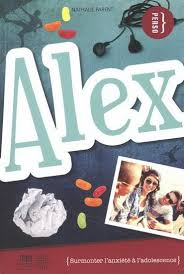 NATHALIE PARENT
PERSO
Alex
{Surmonter l'anxiété à l'adolescence}